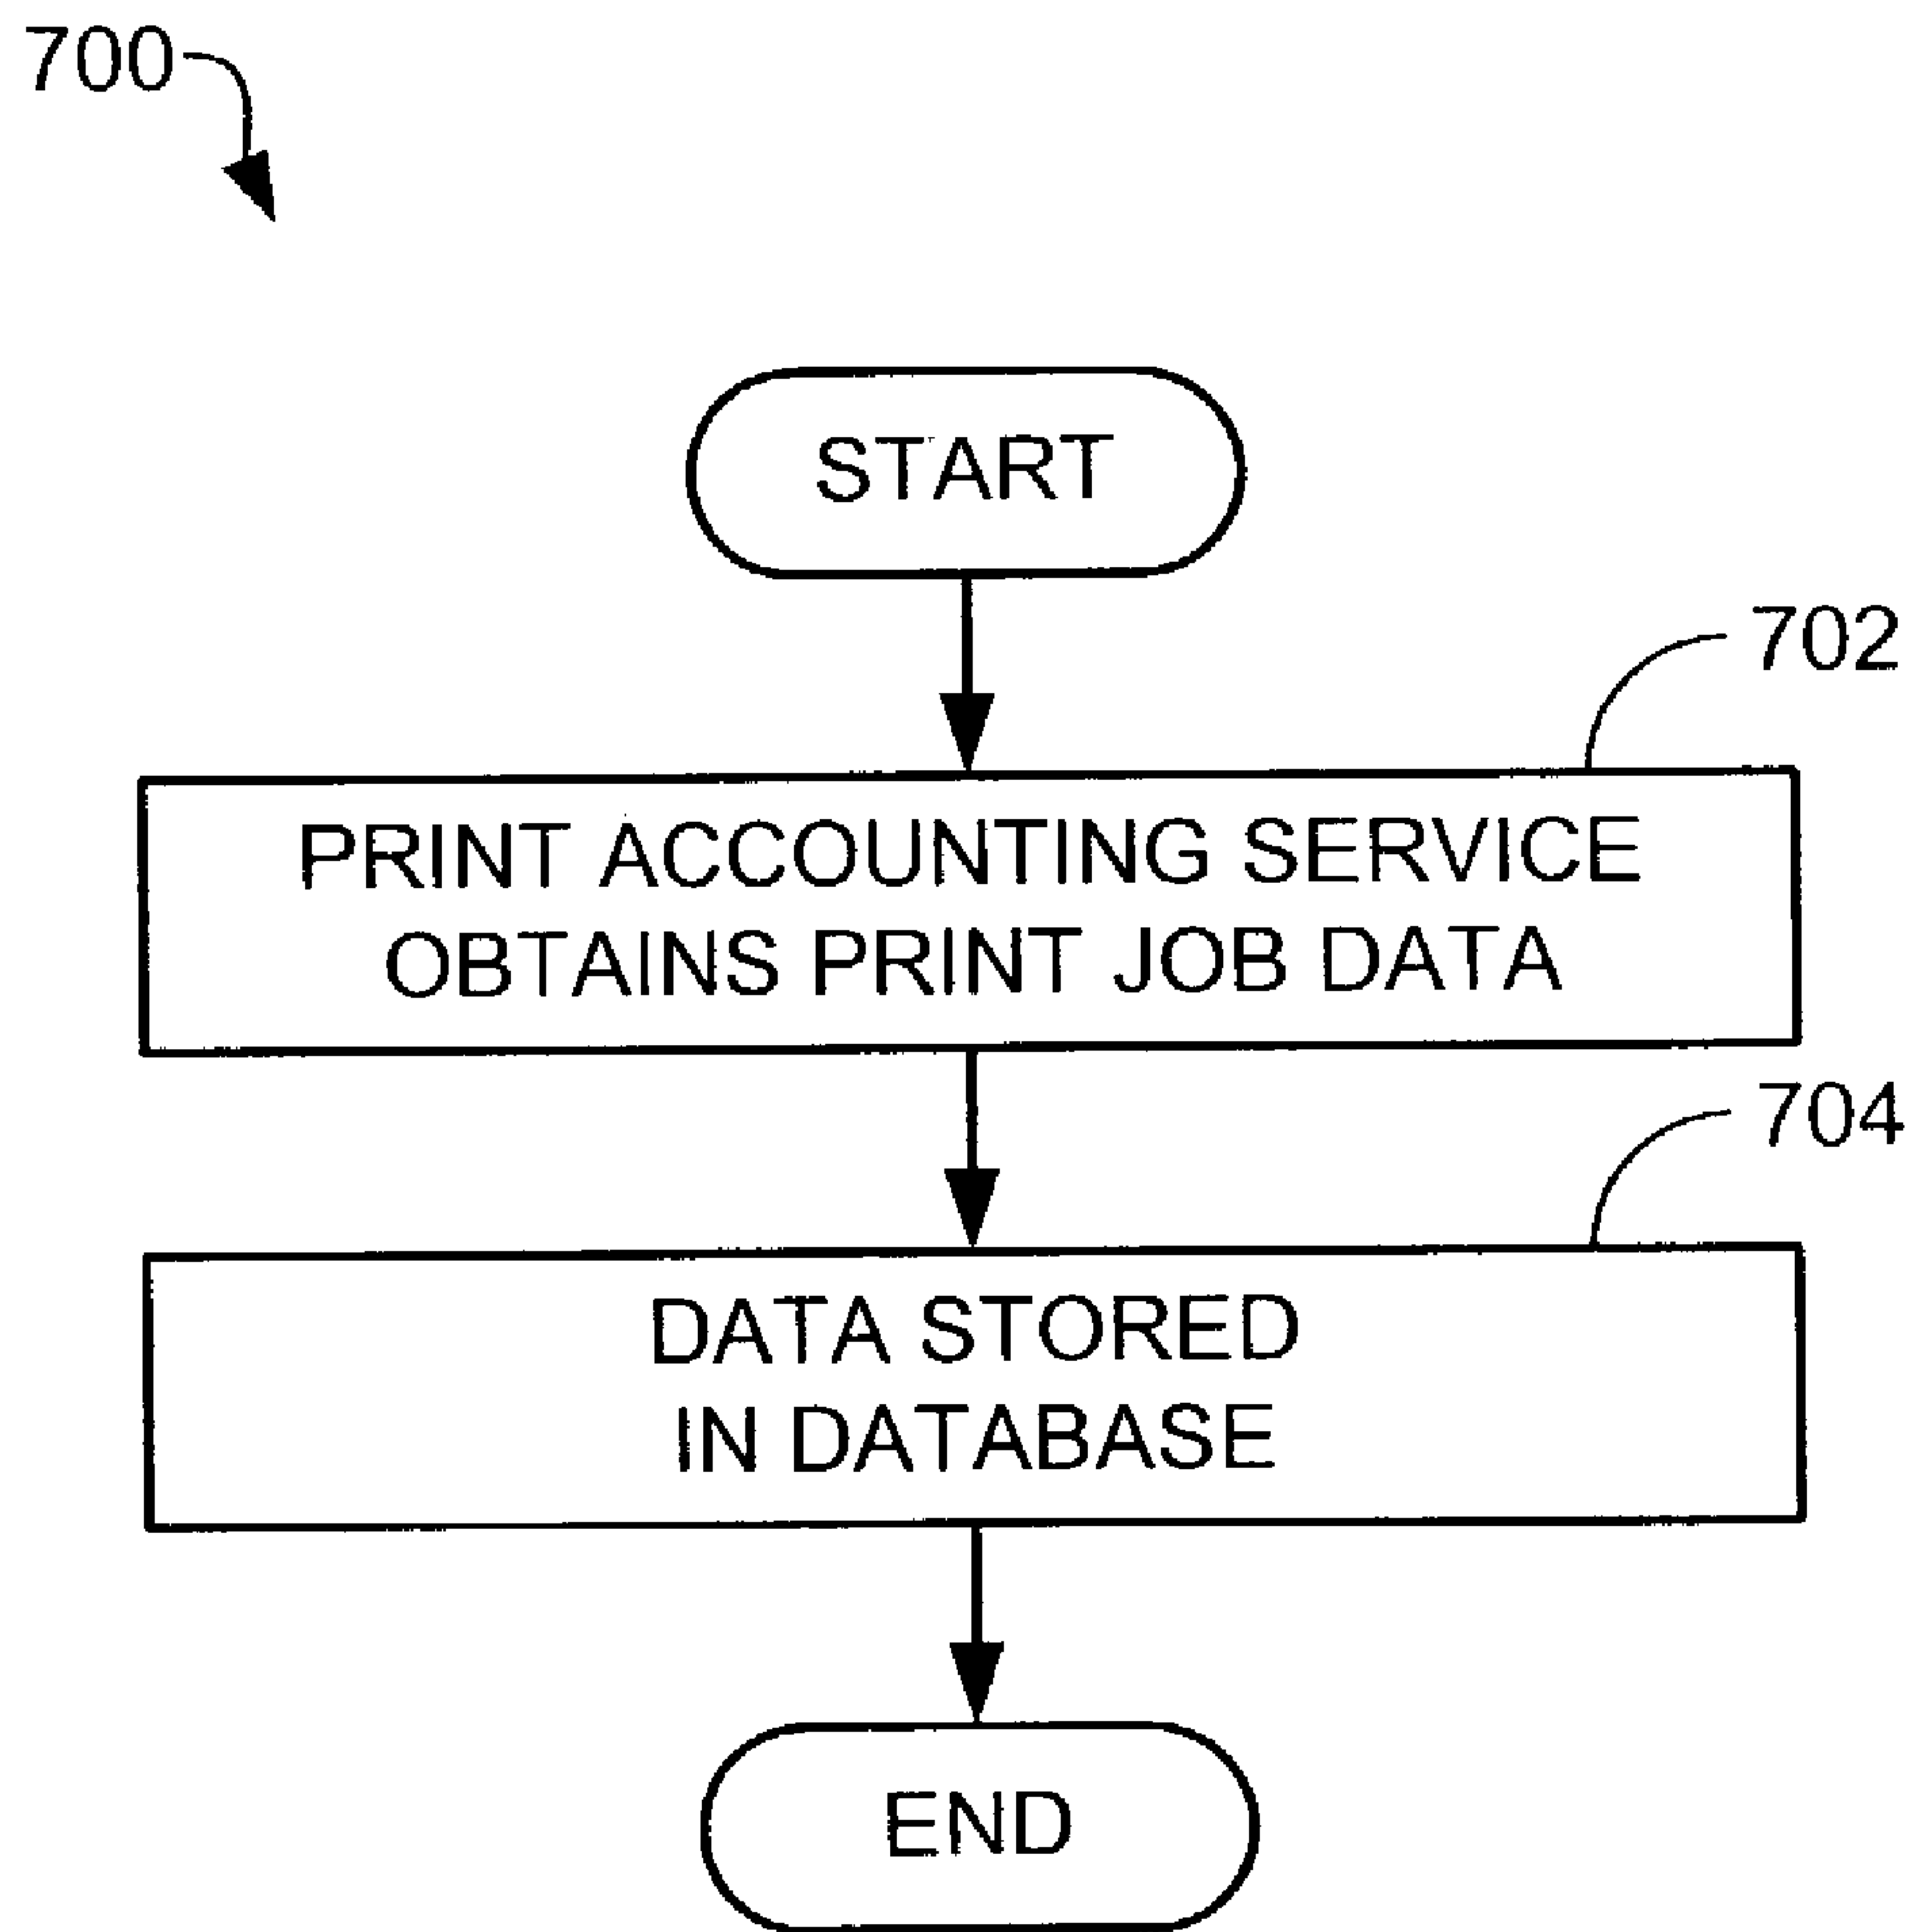 700
START
702
PRINT ACCOUNTING SERVICE
OBTAINS PRINT JOB DATA
704
DATA STORED
IN DATABASE
END